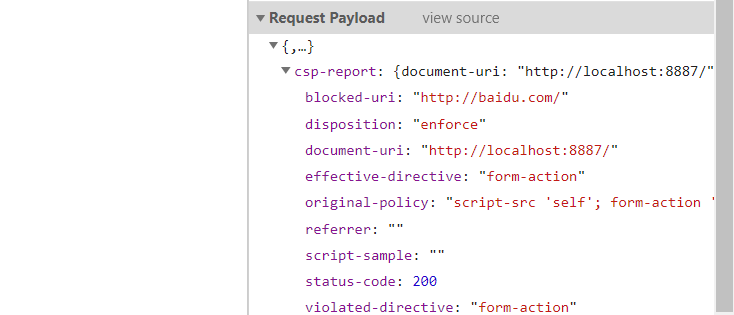 Request Payload view source
{,…}
csp-report: {document-uri: "http://localhost:8887/"
blocked-uri: "http://baidu.com/"
disposition: "enforce"
document-uri: "http://localhost:8887/"
effective-directive: "form-action"
original-policy: "script-src 'self'; form-action '
referrer: ""
script-sample: ""
status-code: 200
violated-directive: "form-action"